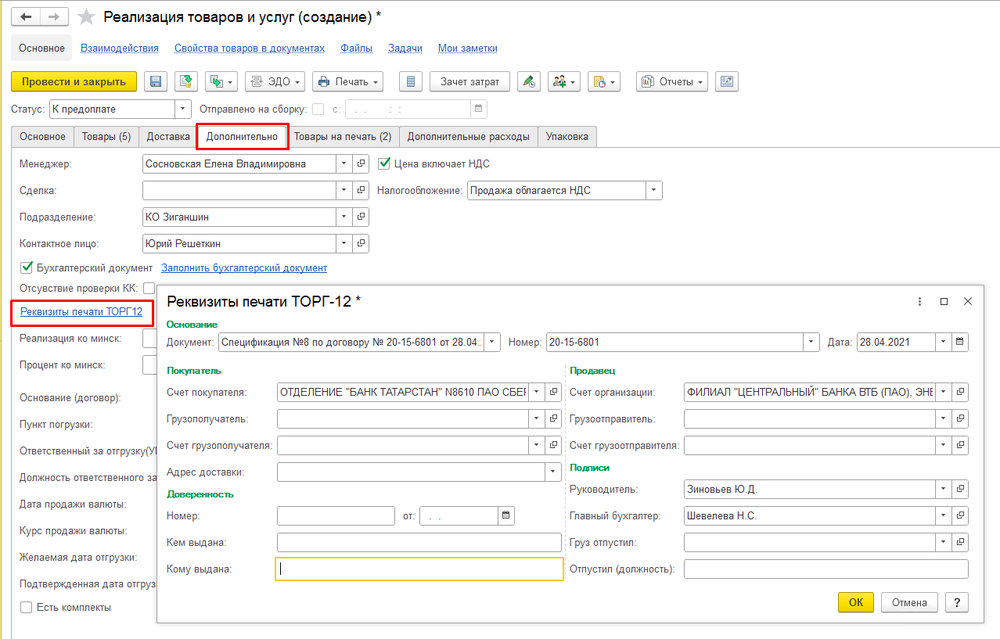 Реализация товаров и услуг (создание) *
Основное Взаимодействия Свойства товаров в документах Файлы Задачи Мои заметки
Провести и закрыть ЭДО Печать Зачет затрат Отчеты
Статус: К предоплате Отправлено на сборку: с: . . : :
Основное Товары (5) Доставка Дополнительно Товары на печать (2) Дополнительные расходы Упаковка
Менеджер: Сосновская Елена Владимировна Цена включает НДС
Сделка: Налогообложение: Продажа облагается НДС
Подразделение: КО Зиганшин
Контактное лицо: Юрий Решеткин
Бухгалтерский документ Заполнить бухгалтерский документ
Отсувствие проверки КК:
Реквизиты печати ТОРГ12
Реализация ко минск:
Процент ко минск:
Основание (договор):
Пункт погрузки:
Ответственный за отгрузку(У
Должность ответственного за
Дата продажи валюты:
Курс продажи валюты:
Желаемая дата отгрузки:
Подтвержденная дата отгруз
Есть комплекты
Реквизиты печати ТОРГ-12 *
Основание
Документ: Спецификация №8 по договору № 20-15-6801 от 28.04.: Номер: 20-15-6801 Дата: 28.04.2021
Покупатель Продавец
Счет покупателя: ОТДЕЛЕНИЕ "БАНК ТАТАРСТАН" N8610 ПАО СБЕР Счет организации: ФИЛИАЛ "ЦЕНТРАЛЬНЫЙ" БАНКА ВТБ (ПАО), ЭНЕ
Грузополучатель: Грузоотправитель:
Счет грузополучателя: Счет грузоотправителя:
Адрес доставки: Подписи
Доверенность Руководитель: Зиновьев Ю.Д.
Номер: от: . . Главный бухгалтер: Шевелева Н.С.
Кем выдана: Груз отпустил:
Кому выдана: Отпустил (должность):
ОК Отмена ?